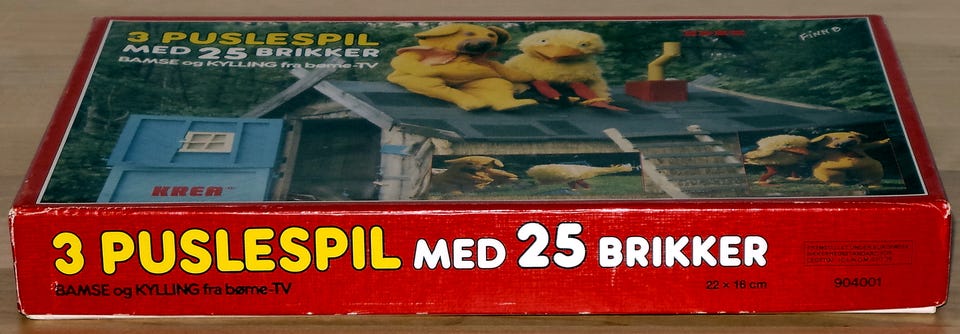 3 PUSLESPIL
MED 25 BRIKKER
BAMSE og KYLLING fra børne-TV
FINN B
KREA
3 PUSLESPIL MED 25 BRIKKER
BAMSE og KYLLING fra børne-TV
22 x 16 cm
904001